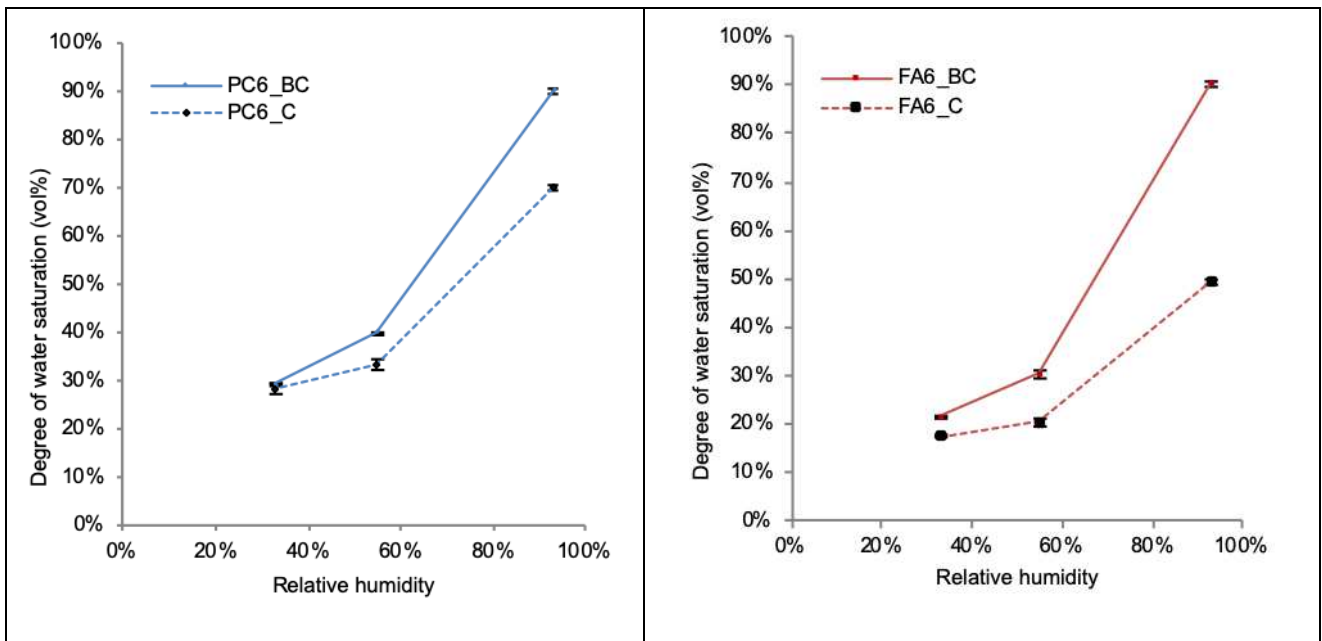 100%
90%
80%
70%
60%
50%
40%
30%
20%
10%
0%
0% 20% 40% 60% 80% 100%
Degree of water saturation (vol%)
Relative humidity
PC6_BC
PC6_C
100%
90%
80%
70%
60%
50%
40%
30%
20%
10%
0%
0% 20% 40% 60% 80% 100%
Degree of water saturation (vol%)
Relative humidity
FA6_BC
FA6_C